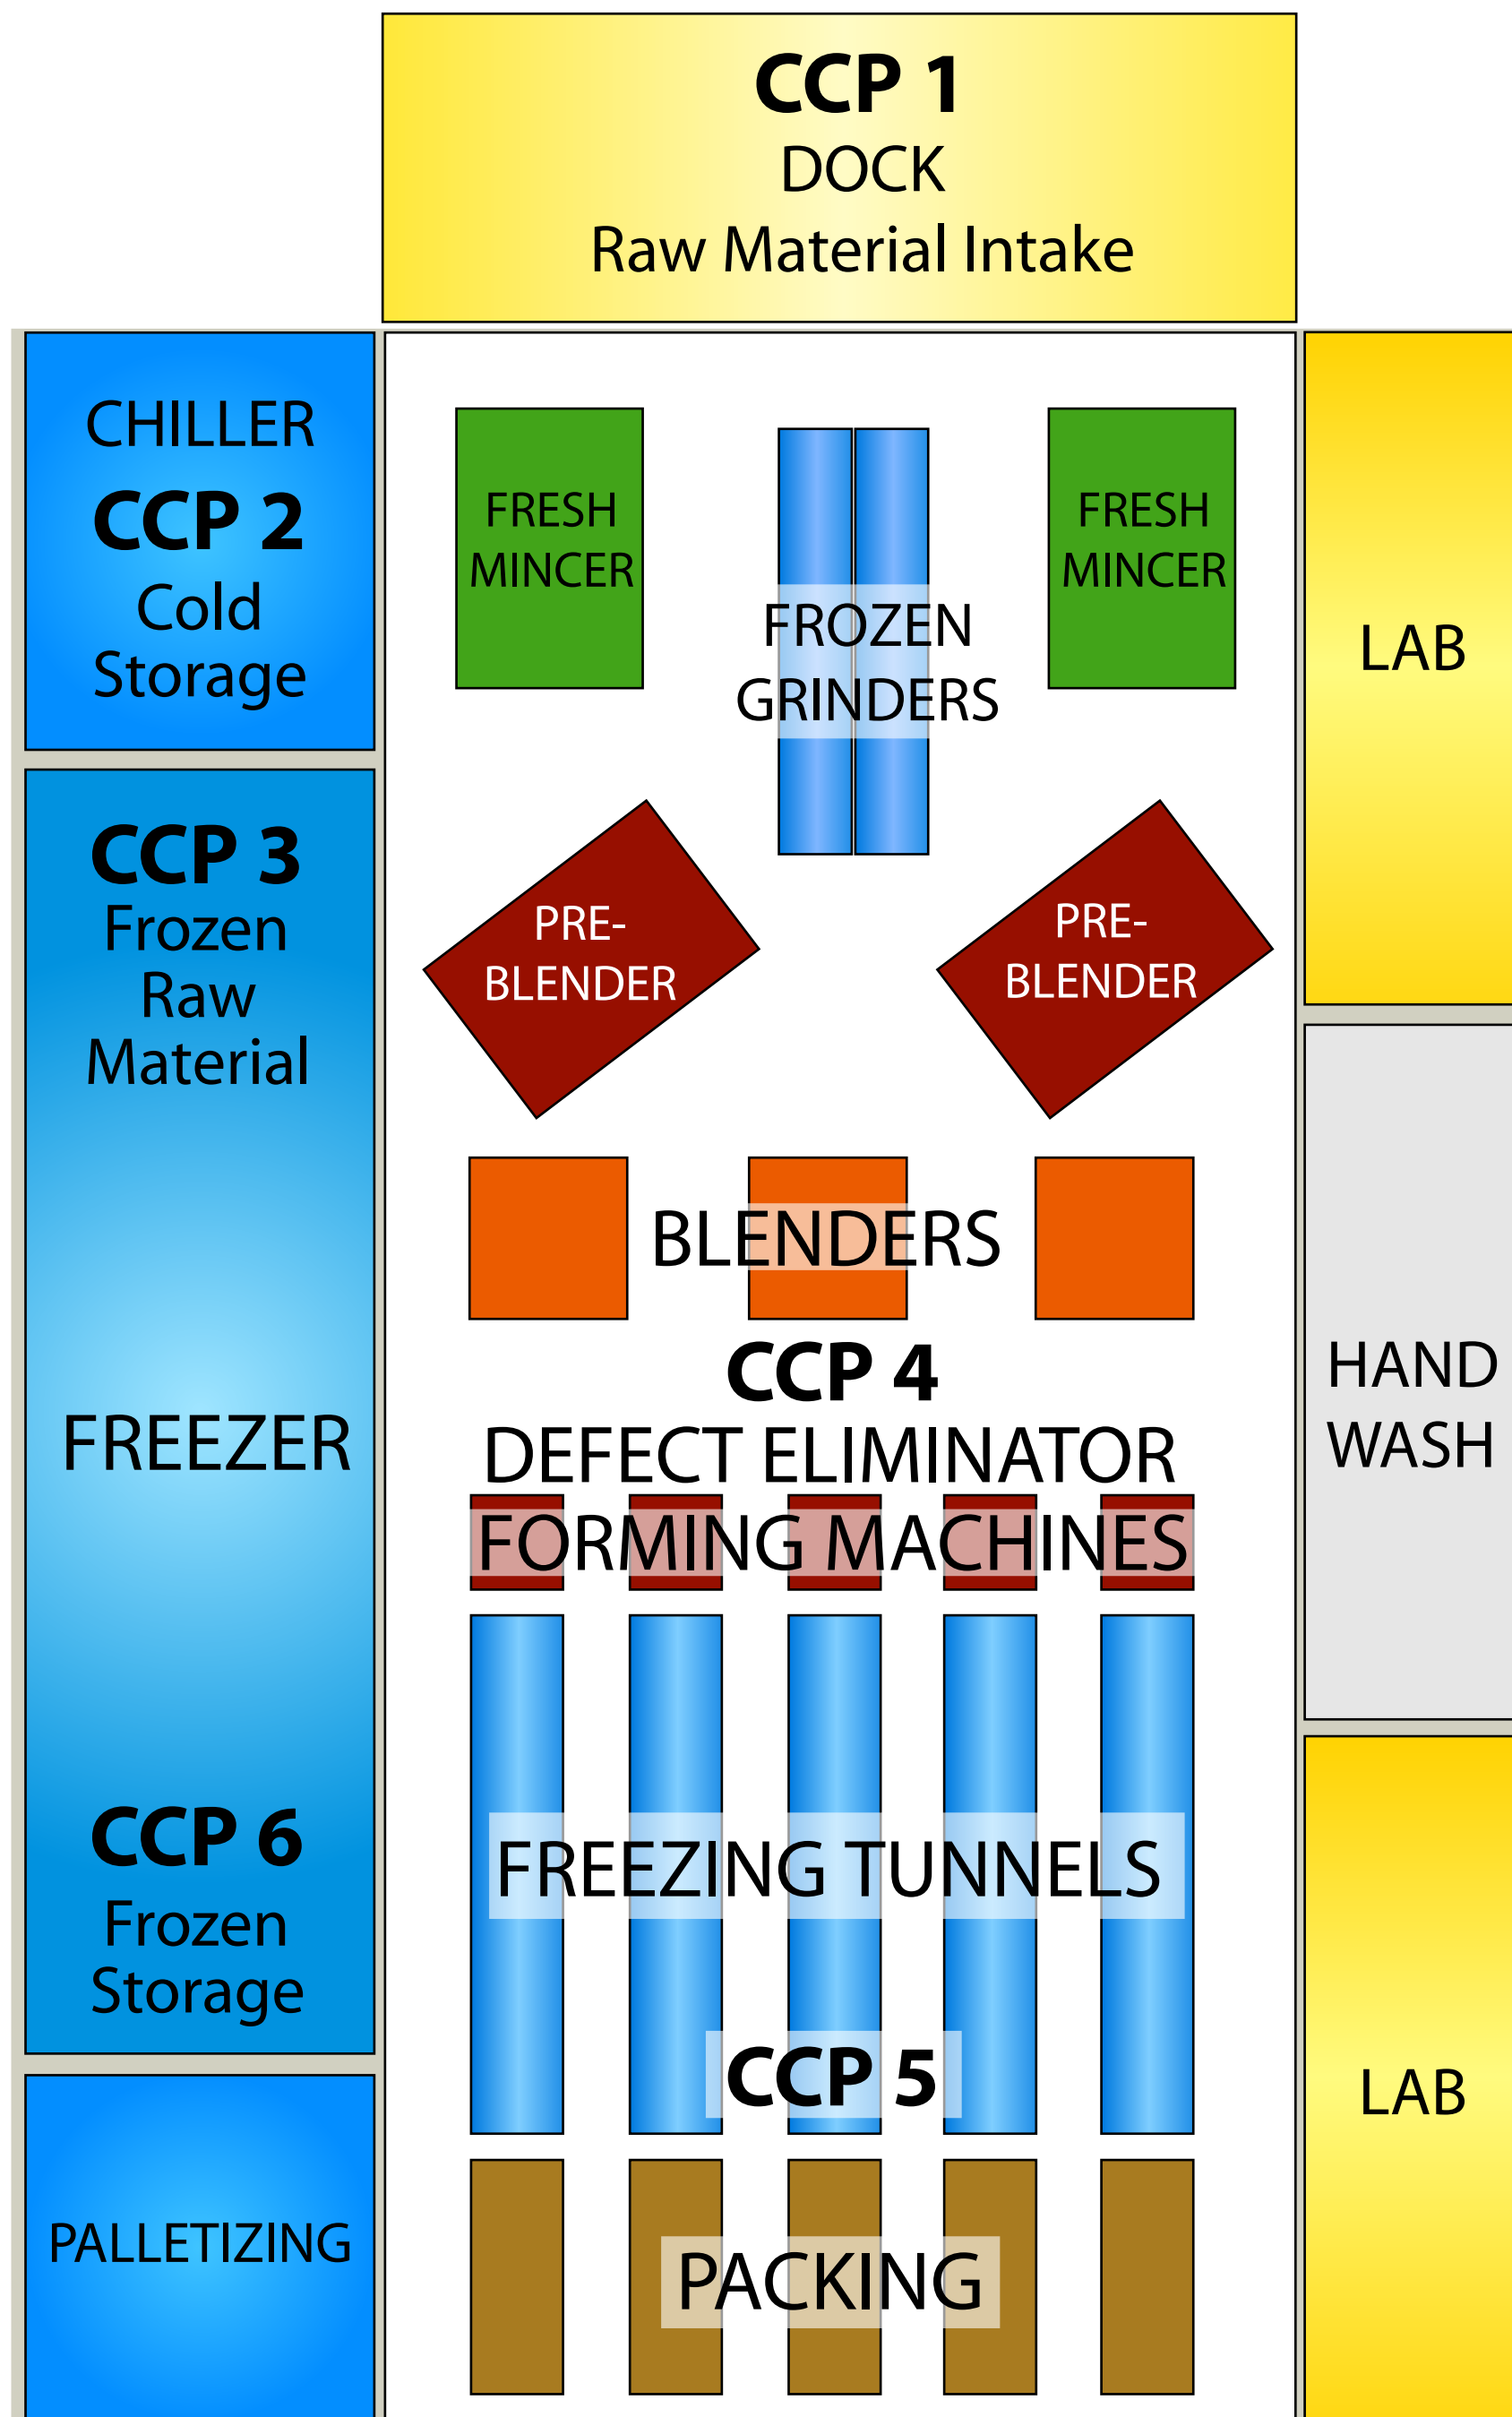 CCP 1
DOCK
Raw Material Intake
CHILLER
CCP 2
Cold
Storage
CCP 3
Frozen
Raw
Material
FREEZER
CCP 6
Frozen
Storage
PALLETIZING
FRESH
MINCER
FROZEN
GRINDERS
FRESH
MINCER
PRE-
BLENDER
PRE-
BLENDER
BLENDERS
CCP 4
DEFECT ELIMINATOR
FORMING MACHINES
FREEZING TUNNELS
CCP 5
PACKING
LAB
HAND
WASH
LAB